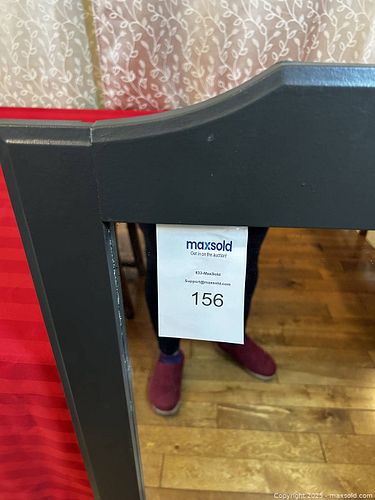 maxsold
Get in on the auction!
833-MaxSold
Support@maxsold.com
156
Copyright 2025 - maxsold.com